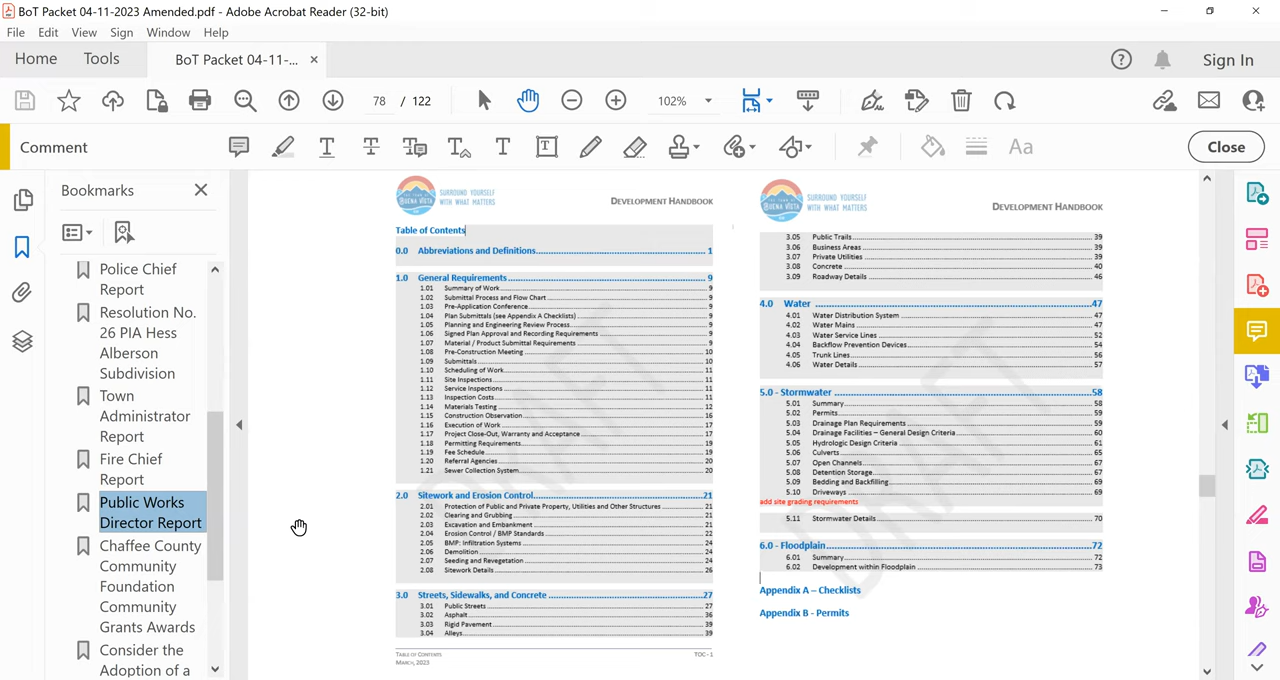 BoT Packet 04-11-2023 Amended.pdf - Adobe Acrobat Reader (32-bit)
File Edit View Sign Window Help
Home Tools BoT Packet 04-11-... × Sign In
78 / 122 102%
Comment Close
Bookmarks
Police Chief
Report
Resolution No.
26 PIA Hess
Alberson
Subdivision
Town
Administrator
Report
Fire Chief
Report
Public Works
Director Report
Chaffee County
Community
Foundation
Community
Grants Awards
Consider the
Adoption of a
BUENA VISTA
SURROUND YOURSELF
WITH WHAT MATTERS
DEVELOPMENT HANDBOOK
Table of Contents
0.0 Abbreviations and Definitions 1
1.0 General Requirements 9
1.01 Summary of Work 9
1.02 Submittal Process and Flow Chart 9
1.03 Pre-Application Conference 9
1.04 Plan Submittals (see Appendix A Checklists) 9
1.05 Planning and Engineering Review Process 9
1.06 Signed Plan Approval and Recording Requirements 9
1.07 Material / Product Submittal Requirements 9
1.08 Pre-Construction Meeting 10
1.09 Submittals 10
1.10 Scheduling of Work 11
1.11 Site Inspections 11
1.12 Service Inspections 11
1.13 Inspection Costs 11
1.14 Materials Testing 12
1.15 Construction Observation 16
1.16 Execution of Work 17
1.17 Project Close-Out, Warranty and Acceptance 17
1.18 Permitting Requirements 19
1.19 Fee Schedule 19
1.20 Referral Agencies 20
1.21 Sewer Collection System 20
2.0 Sitework and Erosion Control 21
2.01 Protection of Public and Private Property, Utilities and Other Structures 21
2.02 Clearing and Grubbing 21
2.03 Excavation and Embankment 21
2.04 Erosion Control / BMP Standards 22
2.05 BMP: Infiltration Systems 24
2.06 Demolition 24
2.07 Seeding and Revegetation 24
2.08 Sitework Details 26
3.0 Streets, Sidewalks, and Concrete 27
3.01 Public Streets 27
3.02 Asphalt 36
3.03 Rigid Pavement 39
3.04 Alleys 39
TABLE OF CONTENTS TOC - 1
MARCH, 2023
DRAFT
BUENA VISTA
SURROUND YOURSELF
WITH WHAT MATTERS
DEVELOPMENT HANDBOOK
3.05 Public Trails 39
3.06 Business Areas 39
3.07 Private Utilities 39
3.08 Concrete 40
3.09 Roadway Details 46
4.0 Water 47
4.01 Water Distribution System 47
4.02 Water Mains 47
4.03 Water Service Lines 52
4.04 Backflow Prevention Devices 54
4.05 Trunk Lines 56
4.06 Water Details 57
5.0 - Stormwater 58
5.01 Summary 58
5.02 Permits 59
5.03 Drainage Plan Requirements 59
5.04 Drainage Facilities – General Design Criteria 60
5.05 Hydrologic Design Criteria 61
5.06 Culverts 65
5.07 Open Channels 67
5.08 Detention Storage 67
5.09 Bedding and Backfilling 69
5.10 Driveways 69
add site grading requirements
5.11 Stormwater Details 70
6.0 - Floodplain 72
6.01 Summary 72
6.02 Development within Floodplain 73
Appendix A – Checklists
Appendix B - Permits
DRAFT